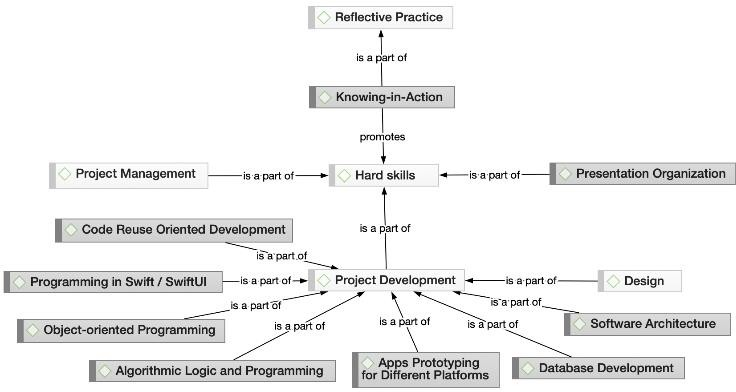 Reflective Practice
is a part of
Knowing-in-Action
promotes
Project Management
is a part of
Hard skills
is a part of
Presentation Organization
is a part of
Code Reuse Oriented Development
is a part of
Programming in Swift / SwiftUI
is a part of
Project Development
is a part of
Design
is a part of
is a part of
Object-oriented Programming
Software Architecture
is a part of
is a part of
is a part of
Algorithmic Logic and Programming
Apps Prototyping
for Different Platforms
Database Development